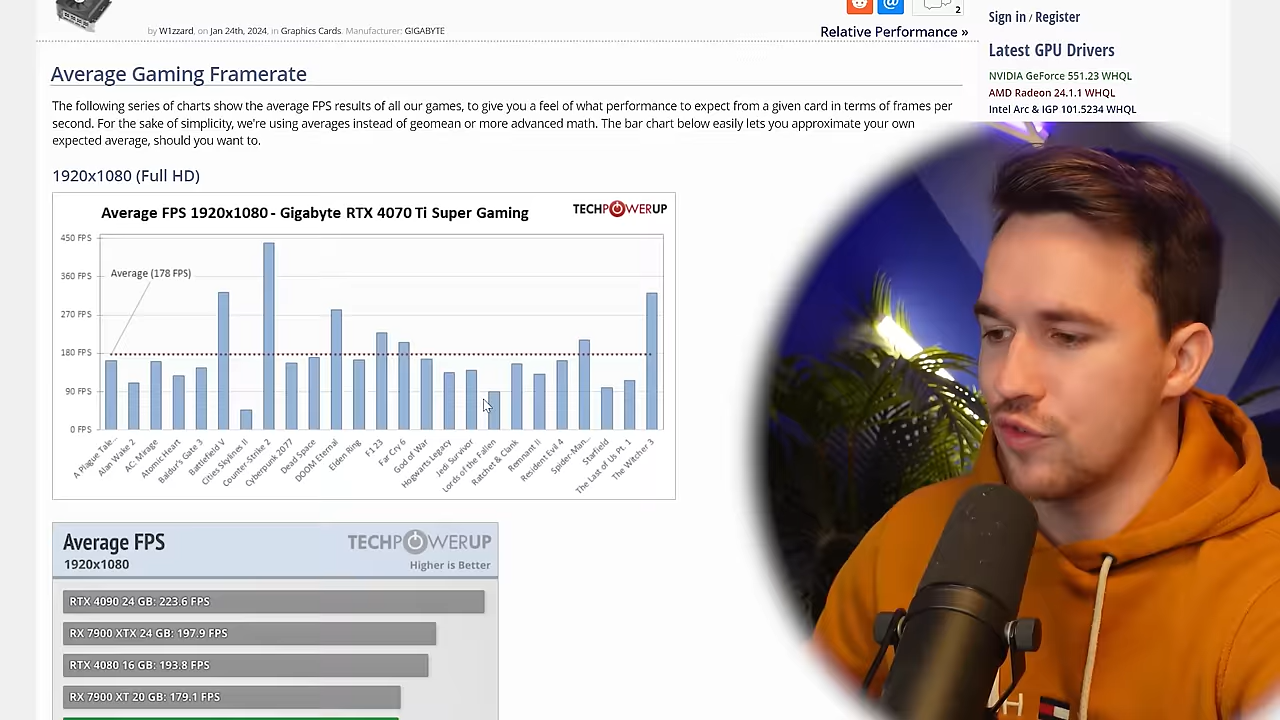 2
by W1zzard, on Jan 24th, 2024, in Graphics Cards. Manufacturer: GIGABYTE
Relative Performance »
Sign in / Register
Latest GPU Drivers
NVIDIA GeForce 551.23 WHQL
AMD Radeon 24.1.1 WHQL
Intel Arc & IGP 101.5234 WHQL
Average Gaming Framerate
The following series of charts show the average FPS results of all our games, to give you a feel of what performance to expect from a given card in terms of frames per
second. For the sake of simplicity, we're using averages instead of geomean or more advanced math. The bar chart below easily lets you approximate your own
expected average, should you want to.
1920x1080 (Full HD)
Average FPS 1920x1080 - Gigabyte RTX 4070 Ti Super Gaming
TECHPOWERUP
450 FPS
360 FPS
270 FPS
180 FPS
90 FPS
0 FPS
Average (178 FPS)
A Plague Tale...
Alan Wake 2
AC: Mirage
Atomic Heart
Baldur's Gate 3
Battlefield V
Cities Skylines II
Counter-Strike 2
Cyberpunk 2077
Dead Space
DOOM Eternal
Elden Ring
F1 23
Far Cry 6
God of War
Hogwarts Legacy
Jedi Survivor
Lords of the Fallen
Ratchet & Clank
Remnant II
Resident Evil 4
Spider-Man...
Starfield
The Last of Us Pt. 1
The Witcher 3
Average FPS
1920x1080
TECHPOWERUP
Higher is Better
RTX 4090 24 GB: 223.6 FPS
RX 7900 XTX 24 GB: 197.9 FPS
RTX 4080 16 GB: 193.8 FPS
RX 7900 XT 20 GB: 179.1 FPS
H